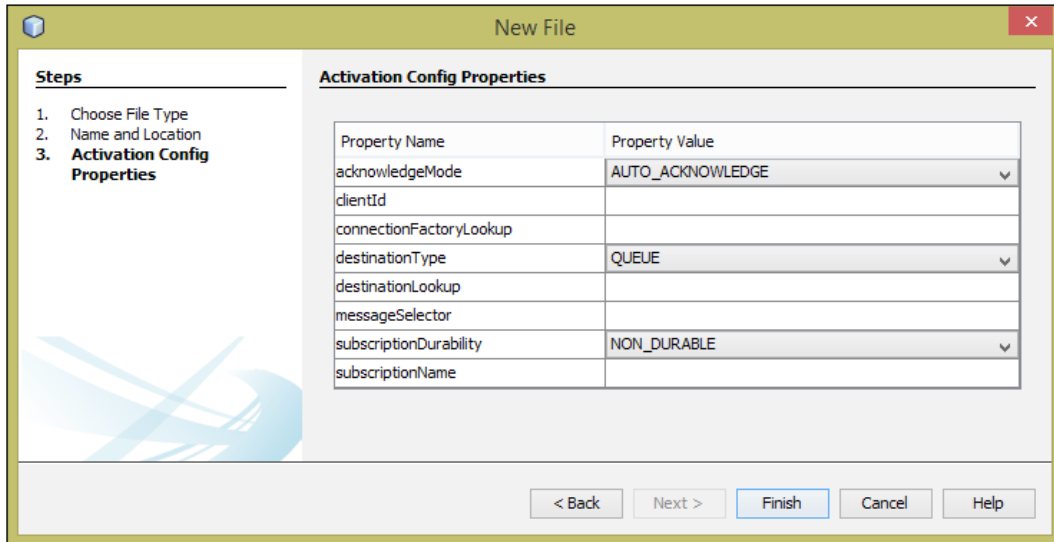 New File
Steps
1. Choose File Type
2. Name and Location
3. Activation Config
Properties
Activation Config Properties
Property Name Property Value
acknowledgeMode AUTO_ACKNOWLEDGE
clientId
connectionFactoryLookup
destinationType QUEUE
destinationLookup
messageSelector
subscriptionDurability NON_DURABLE
subscriptionName
< Back Next > Finish Cancel Help